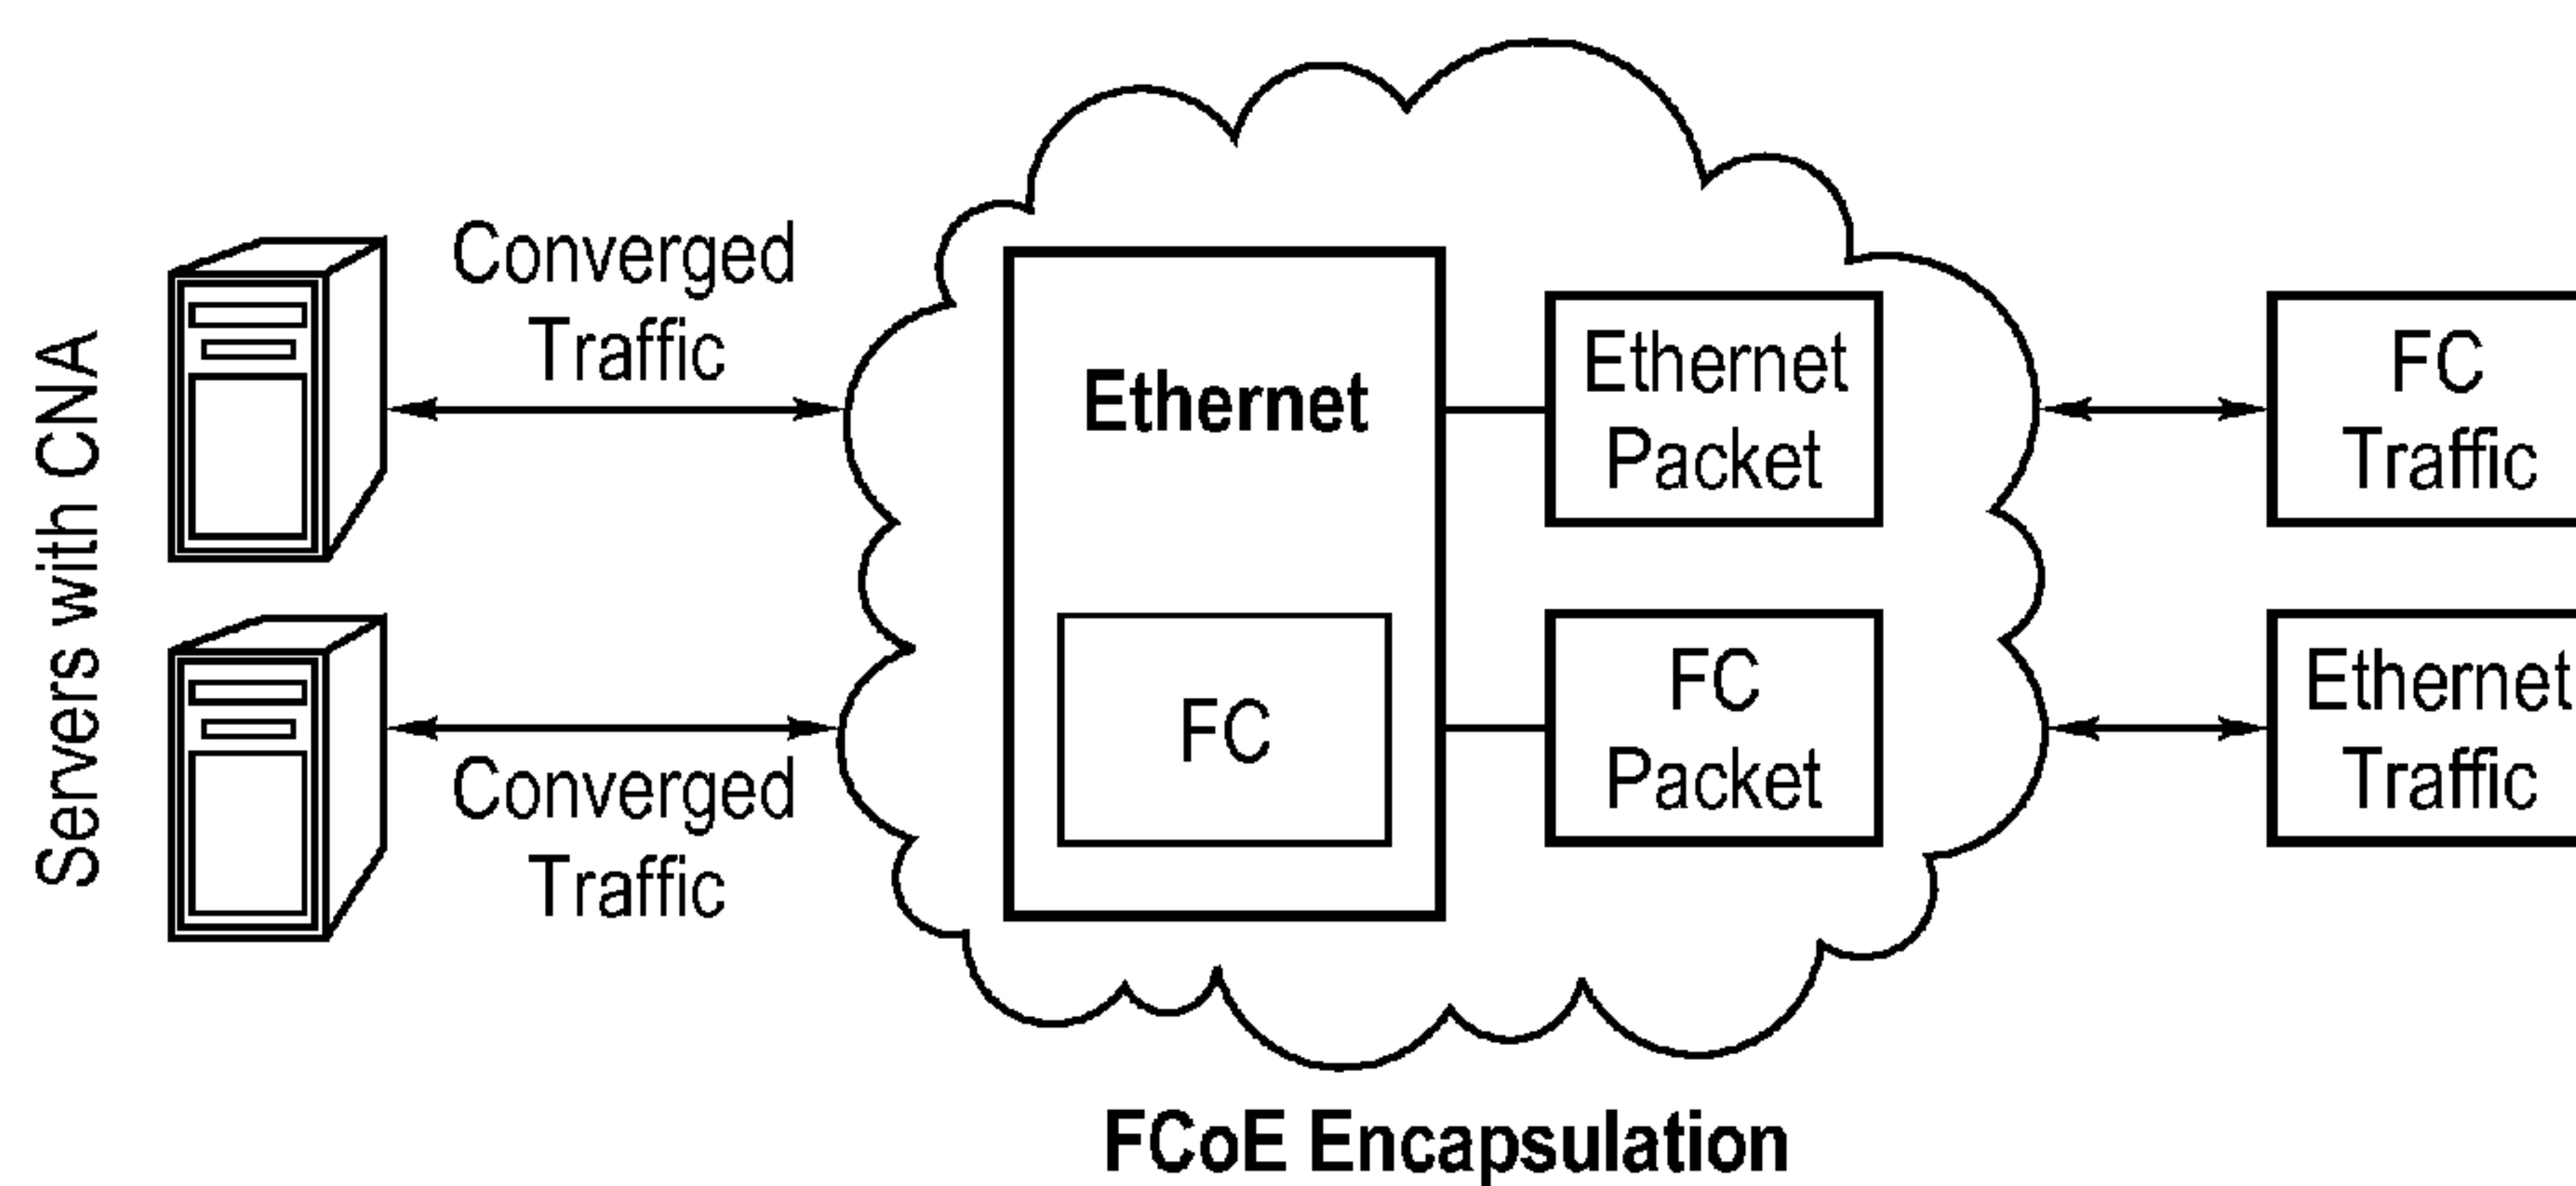 Servers with CNA
Converged
Traffic
Converged
Traffic
Ethernet
FC
Ethernet
Packet
FC
Packet
FC
Traffic
Ethernet
Traffic
FCoE Encapsulation